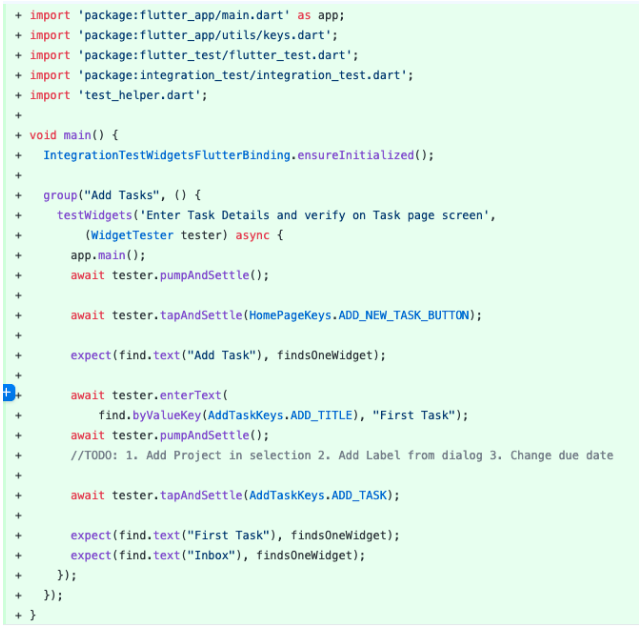 + import 'package:flutter_app/main.dart' as app;
+ import 'package:flutter_app/utils/keys.dart';
+ import 'package:flutter_test/flutter_test.dart';
+ import 'package:integration_test/integration_test.dart';
+ import 'test_helper.dart';
+
+ void main() {
+   IntegrationTestWidgetsFlutterBinding.ensureInitialized();
+
+   group("Add Tasks", () {
+     testWidgets('Enter Task Details and verify on Task page screen',
+         (WidgetTester tester) async {
+       app.main();
+       await tester.pumpAndSettle();
+
+       await tester.tapAndSettle(HomePageKeys.ADD_NEW_TASK_BUTTON);
+
+       expect(find.text("Add Task"), findsOneWidget);
+
+ +       await tester.enterText(
+           find.byValueKey(AddTaskKeys.ADD_TITLE), "First Task");
+       await tester.pumpAndSettle();
+       //TODO: 1. Add Project in selection 2. Add Label from dialog 3. Change due date
+
+       await tester.tapAndSettle(AddTaskKeys.ADD_TASK);
+
+       expect(find.text("First Task"), findsOneWidget);
+       expect(find.text("Inbox"), findsOneWidget);
+     });
+   });
+ }